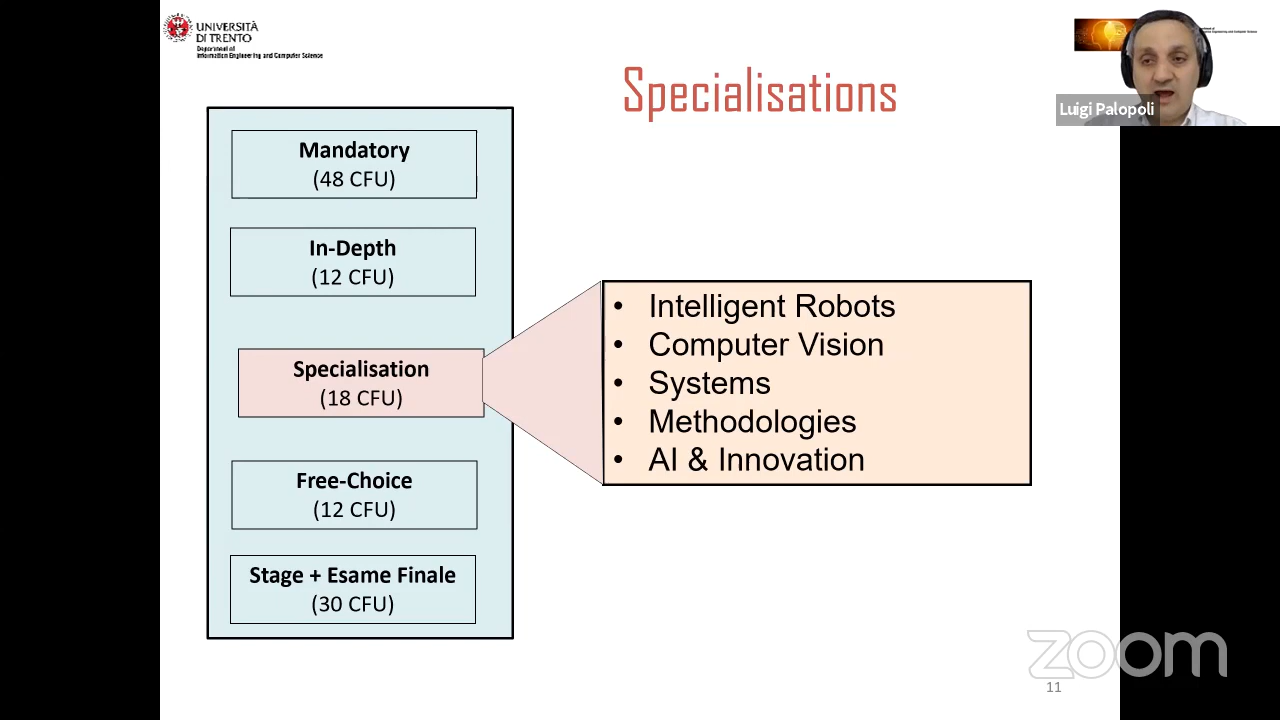 UNIVERSITÀ
DI TRENTO
Department of
Information Engineering and Computer Science
Specialisations
Luigi Palopoli
Mandatory
(48 CFU)
In-Depth
(12 CFU)
Specialisation
(18 CFU)
Free-Choice
(12 CFU)
Stage + Esame Finale
(30 CFU)
• Intelligent Robots
• Computer Vision
• Systems
• Methodologies
• AI & Innovation
zoom
11